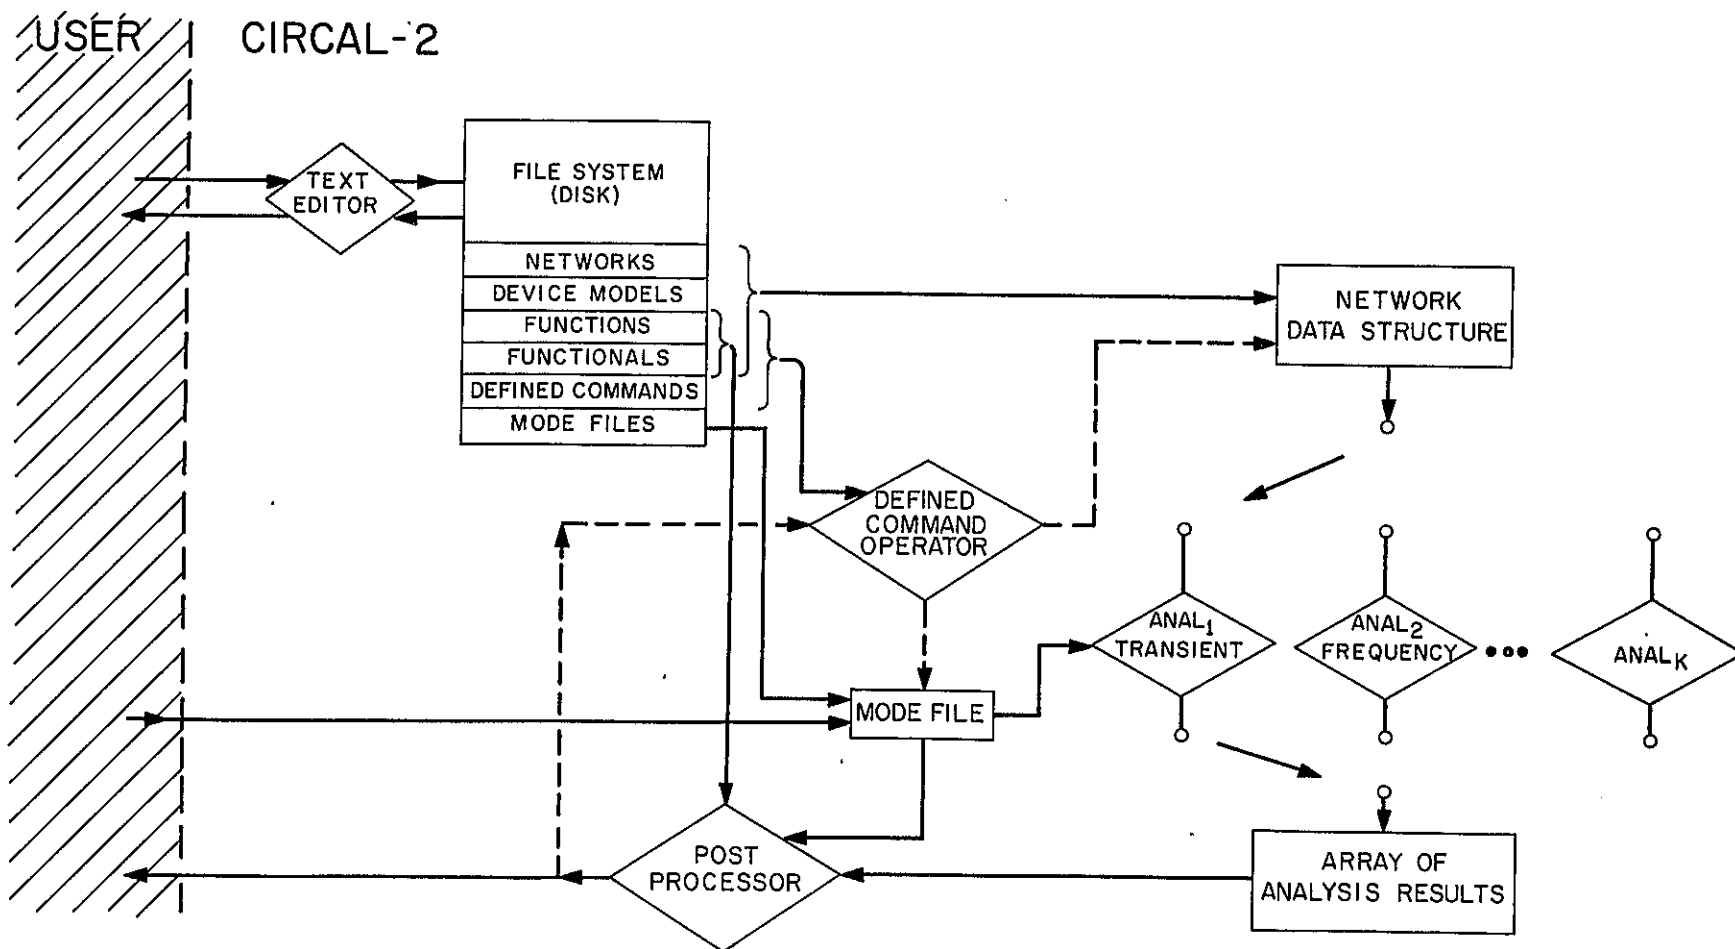 USER
CIRCAL-2
TEXT
EDITOR
FILE SYSTEM
(DISK)
NETWORKS
DEVICE MODELS
FUNCTIONS
FUNCTIONALS
DEFINED COMMANDS
MODE FILES
NETWORK
DATA STRUCTURE
DEFINED
COMMAND
OPERATOR
ANAL1
TRANSIENT
ANAL2
FREQUENCY
ANALK
MODE FILE
POST
PROCESSOR
ARRAY OF
ANALYSIS RESULTS